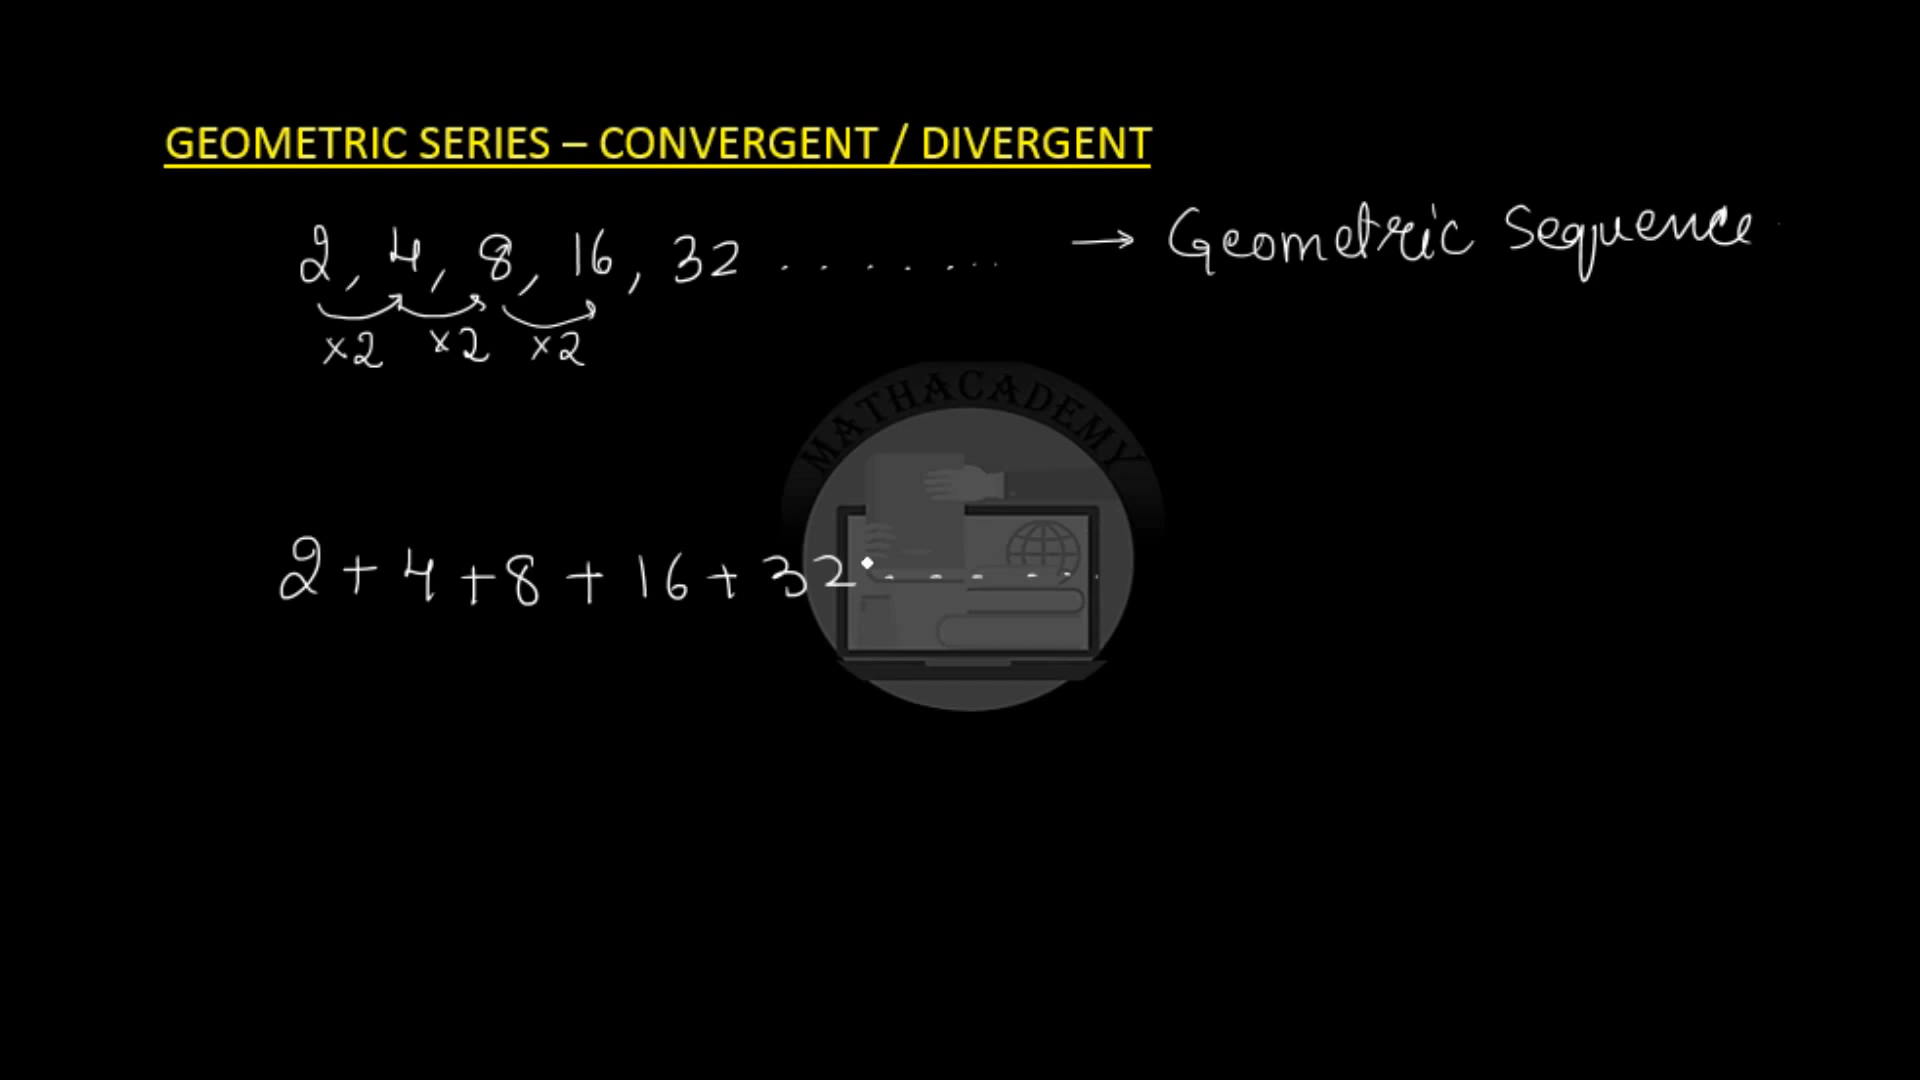 GEOMETRIC SERIES – CONVERGENT / DIVERGENT
2, 4, 8, 16, 32 ....... → Geometric Sequence
×2 ×2 ×2
MATHACADEMY
2 + 4 + 8 + 16 + 32 ......